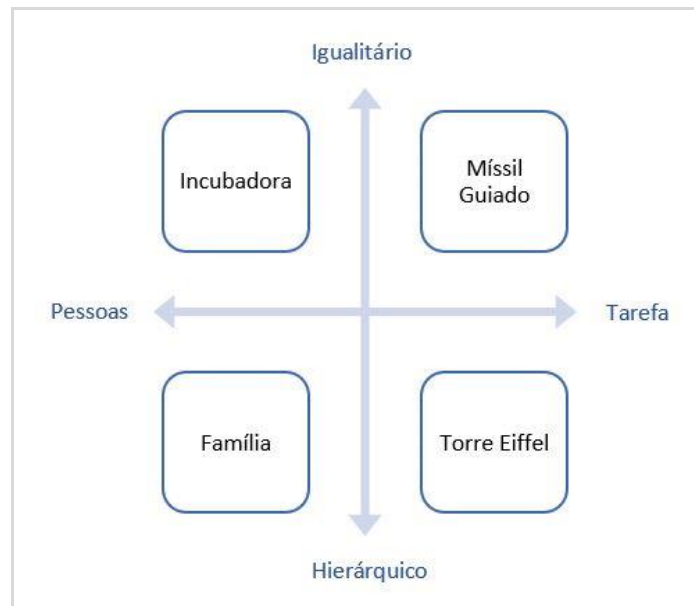 Igualitário
Incubadora
Míssil
Guiado
Pessoas
Tarefa
Família
Torre Eiffel
Hierárquico